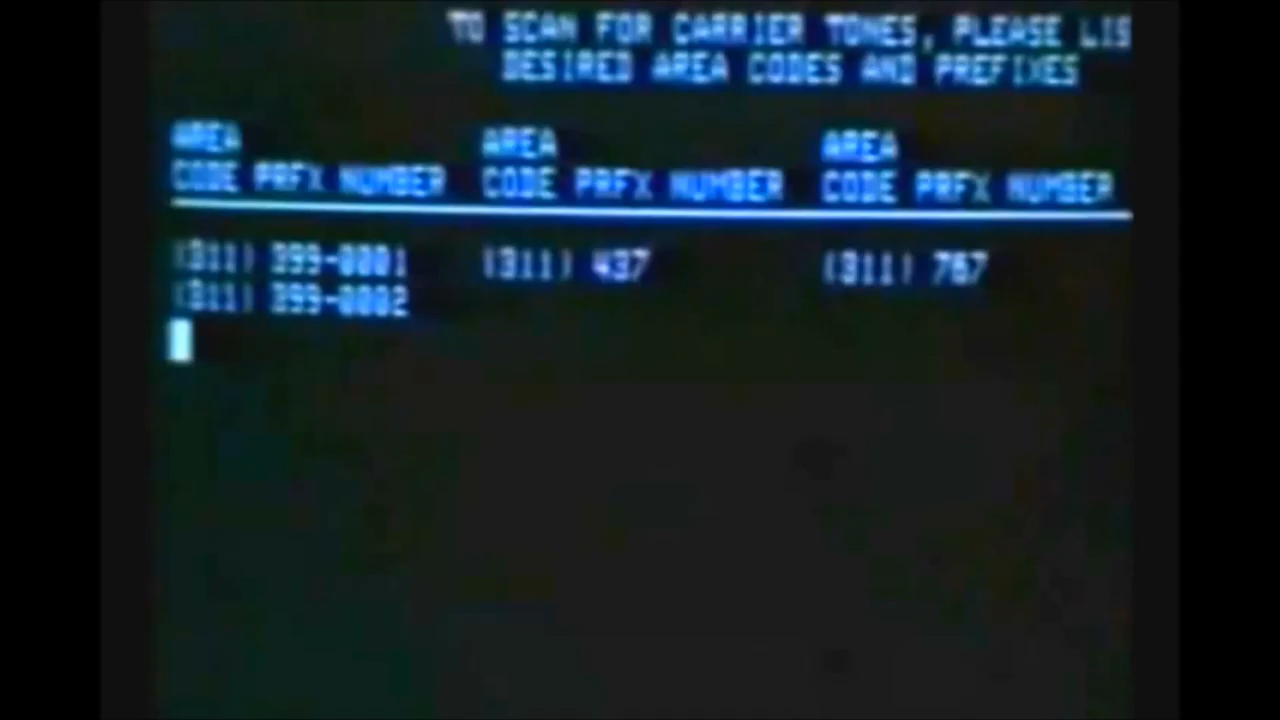 TO SCAN FOR CARRIER TONES, PLEASE LIS
DESIRED AREA CODES AND PREFIXES
AREA AREA AREA
CODE PRFX NUMBER CODE PRFX NUMBER CODE PRFX NUMBER
(311) 399-0001 (311) 437 (311) 767
(311) 399-0002